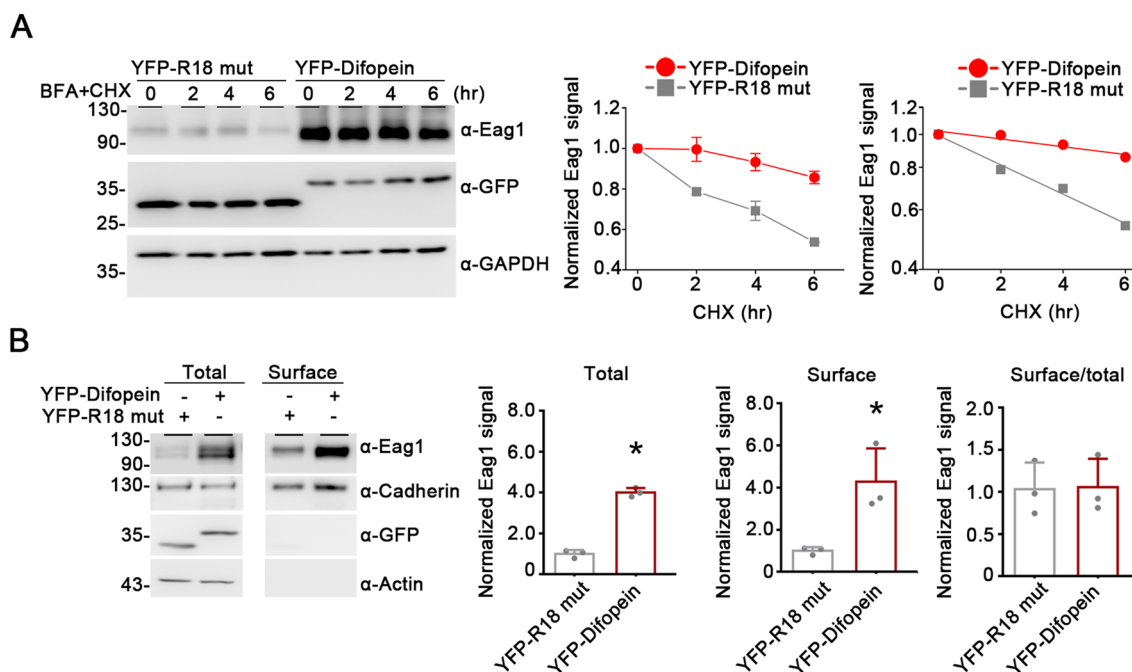 A
YFP-R18 mut YFP-Difopein
BFA+CHX 0 2 4 6 0 2 4 6 (hr)
130-
90-
α-Eag1
35-
25-
α-GFP
35-
α-GAPDH
YFP-Difopein
YFP-R18 mut
Normalized Eag1 signal
1.0
0.8
0.6
0.4
0 2 4 6
CHX (hr)
YFP-Difopein
YFP-R18 mut
Normalized Eag1 signal
1.0
0.8
0.6
0.4
0 2 4 6
CHX (hr)
B
Total Surface
YFP-Difopein - + - +
YFP-R18 mut + - + -
130-
90-
α-Eag1
130-
α-Cadherin
35-
α-GFP
43-
α-Actin
Total
Normalized Eag1 signal
8.0
6.0
4.0
2.0
0
*
YFP-R18 mut
YFP-Difopein
Surface
Normalized Eag1 signal
8.0
6.0
4.0
2.0
0
*
YFP-R18 mut
YFP-Difopein
Surface/total
Normalized Eag1 signal
2.0
1.5
1.0
0.5
0
YFP-R18 mut
YFP-Difopein